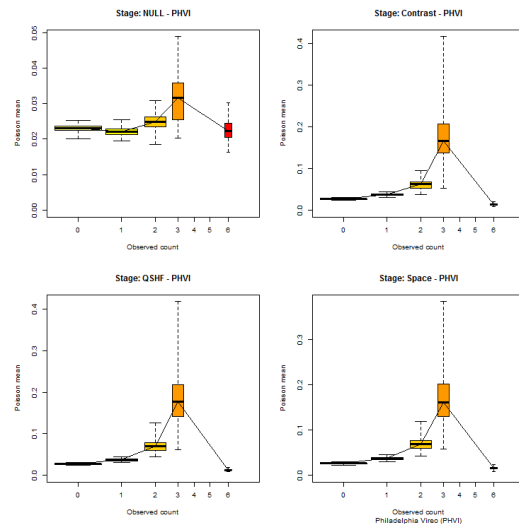 Stage: NULL - PHVI
Poisson mean
0.00 0.01 0.02 0.03 0.04 0.05
0 1 2 3 4 5 6
Observed count
Stage: Contrast - PHVI
Poisson mean
0.0 0.1 0.2 0.3 0.4
0 1 2 3 4 5 6
Observed count
Stage: QSHF - PHVI
Poisson mean
0.0 0.1 0.2 0.3 0.4
0 1 2 3 4 5 6
Observed count
Stage: Space - PHVI
Poisson mean
0.0 0.1 0.2 0.3
0 1 2 3 4 5 6
Observed count
Philadelphia Vireo (PHVI)